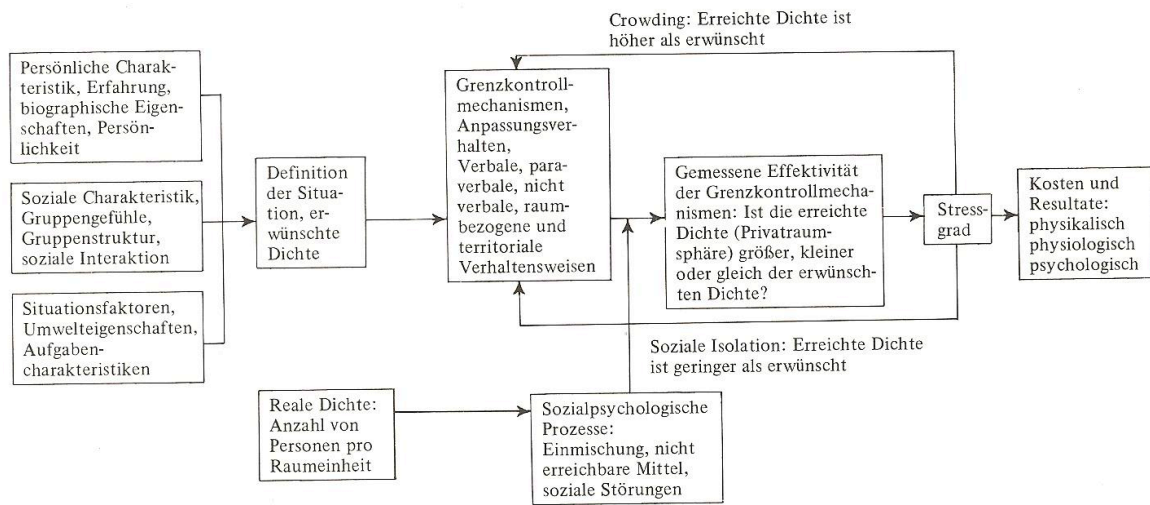 Crowding: Erreichte Dichte ist
höher als erwünscht
Persönliche Charak-
teristik, Erfahrung,
biographische Eigen-
schaften, Persön-
lichkeit
Soziale Charakteristik,
Gruppengefühle,
Gruppenstruktur,
soziale Interaktion
Situationsfaktoren,
Umwelteigenschaften,
Aufgaben-
charakteristiken
Definition
der Situa-
tion, er-
wünschte
Dichte
Grenzkontroll-
mechanismen,
Anpassungsver-
halten,
Verbale, para-
verbale, nicht
verbale, raum-
bezogene und
territoriale
Verhaltensweisen
Gemessene Effektivität
der Grenzkontrollmecha-
nismen: Ist die erreichte
Dichte (Privatraum-
sphäre) größer, kleiner
oder gleich der erwünsch-
ten Dichte?
Stress-
grad
Kosten und
Resultate:
physikalisch
physiologisch
psychologisch
Soziale Isolation: Erreichte Dichte
ist geringer als erwünscht
Reale Dichte:
Anzahl von
Personen pro
Raumeinheit
Sozialpsychologische
Prozesse:
Einmischung, nicht
erreichbare Mittel,
soziale Störungen